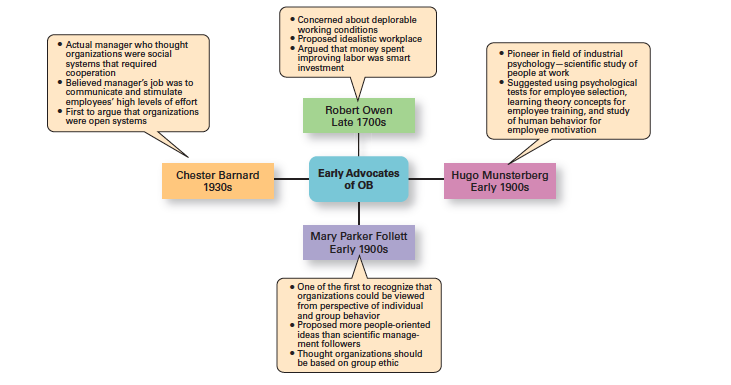 • Concerned about deplorable
working conditions
• Proposed idealistic workplace
• Argued that money spent
improving labor was smart
investment
• Actual manager who thought
organizations were social
systems that required
cooperation
• Believed manager's job was to
communicate and stimulate
employees' high levels of effort
• First to argue that organizations
were open systems
• Pioneer in field of industrial
psychology—scientific study of
people at work
• Suggested using psychological
tests for employee selection,
learning theory concepts for
employee training, and study
of human behavior for
employee motivation
Robert Owen
Late 1700s
Chester Barnard
1930s
Early Advocates
of OB
Hugo Munsterberg
Early 1900s
Mary Parker Follett
Early 1900s
• One of the first to recognize that
organizations could be viewed
from perspective of individual
and group behavior
• Proposed more people-oriented
ideas than scientific manage-
ment followers
• Thought organizations should
be based on group ethic